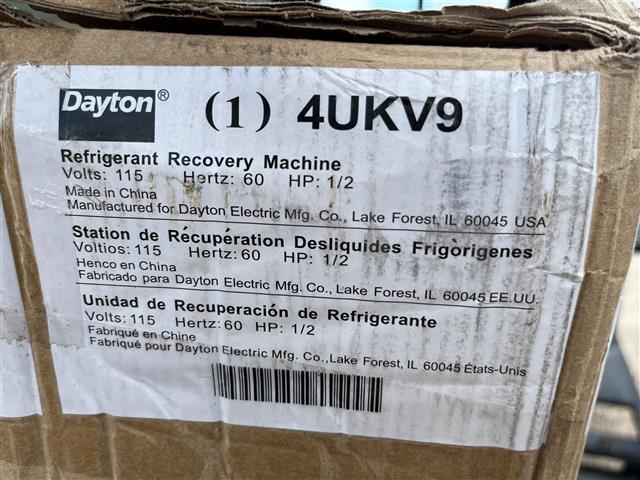 Dayton® (1) 4UKV9
Refrigerant Recovery Machine
Volts: 115 Hertz: 60 HP: 1/2
Made in China
Manufactured for Dayton Electric Mfg. Co., Lake Forest, IL 60045 USA
Station de Récupération Desliquides Frigorigenes
Voltios: 115 Hertz: 60 HP: 1/2
Henco en China
Fabricado para Dayton Electric Mfg. Co., Lake Forest, IL 60045 EE.UU.
Unidad de Recuperación de Refrigerante
Volts: 115 Hertz: 60 HP: 1/2
Fabriqué en Chine
Fabriqué pour Dayton Electric Mfg. Co., Lake Forest, IL 60045 États-Unis